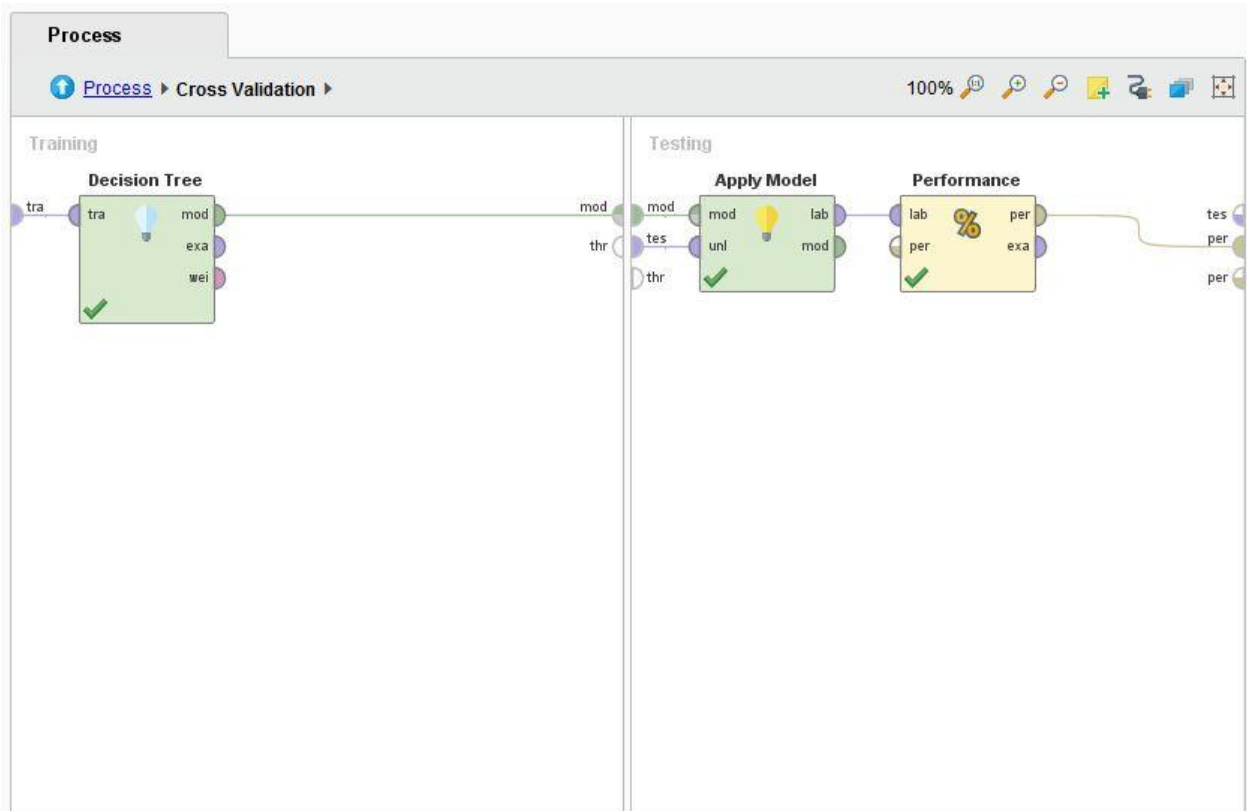 Process
Process ▸ Cross Validation ▸ 100%
Training
Testing
Decision Tree
Apply Model
Performance
tra
tra mod
exa
wei
mod
thr
mod
tes
thr
mod lab
unl mod
lab % per
per exa
tes
per
per